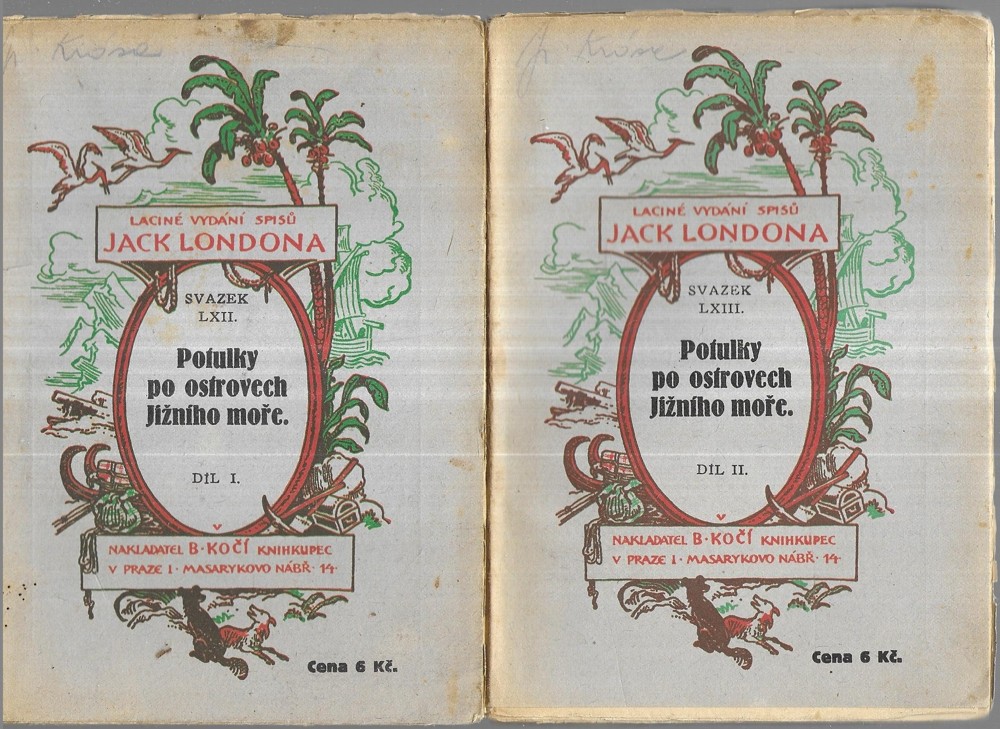 LACINÉ VYDÁNÍ SPISŮ
JACK LONDONA
SVAZEK
LXII.
Potulky
po ostrovech
Jižního moře.
DÍL I.
NAKLADATEL B·KOČÍ KNIHKUPEC
V PRAZE I· MASARYKOVO NÁBŘ· 14·
Cena 6 Kč.
LACINÉ VYDÁNÍ SPISŮ
JACK LONDONA
SVAZEK
LXIII.
Potulky
po ostrovech
Jižního moře.
DÍL II.
NAKLADATEL B·KOČÍ KNIHKUPEC
V PRAZE I· MASARYKOVO NÁBŘ· 14·
Cena 6 Kč.